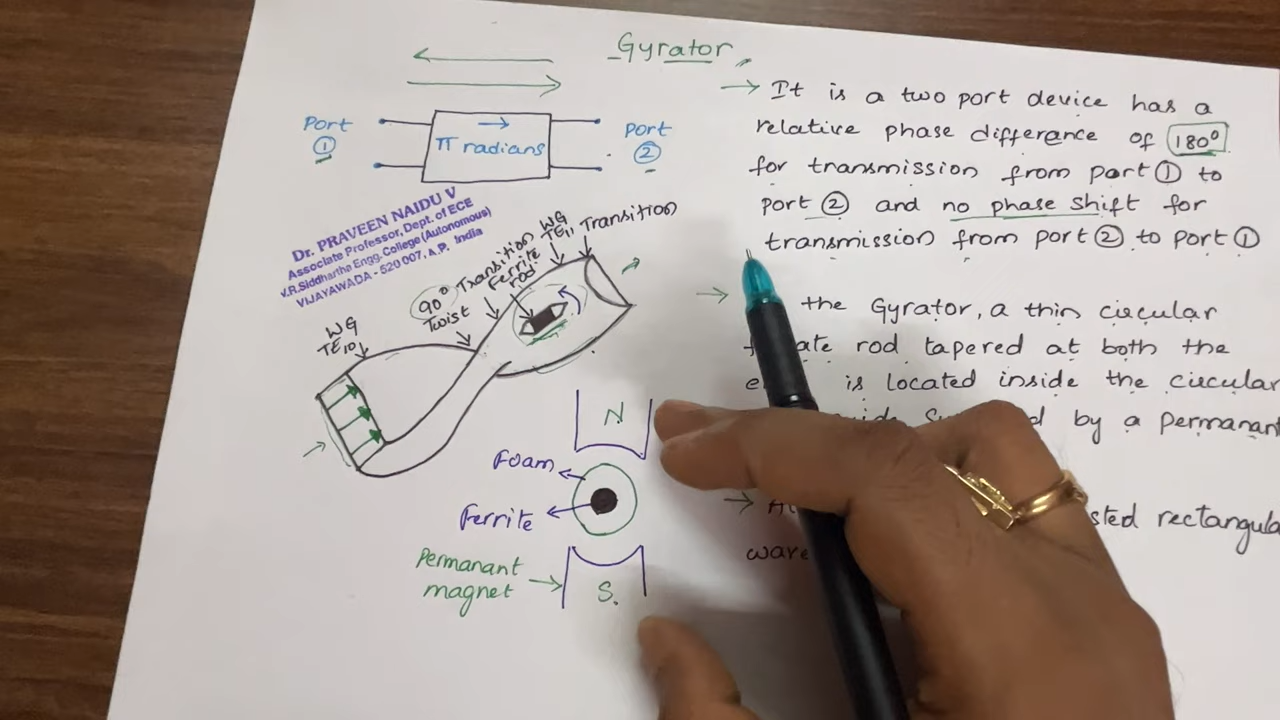 Gyrator
Port
①
π radians
Port
②
→ It is a two port device has a
relative phase difference of 180°
for transmission from part ① to
port ② and no phase shift for
transmission from port ② to port ①
Dr. PRAVEEN NAIDU V
Associate Professor, Dept. of ECE
V.R.Siddhartha Engg. College (Autonomous)
VIJAYAWADA - 520 007, A.P. India
WG
TE10
90°
Twist
Transition
Ferrite
rod
WG
TE11
Transition
→ the Gyrator, a thin circular
rod tapered at both the
is located inside the circular
by a permanant
N
Foam
Ferrite
Permanant
magnet
S.
rectangula